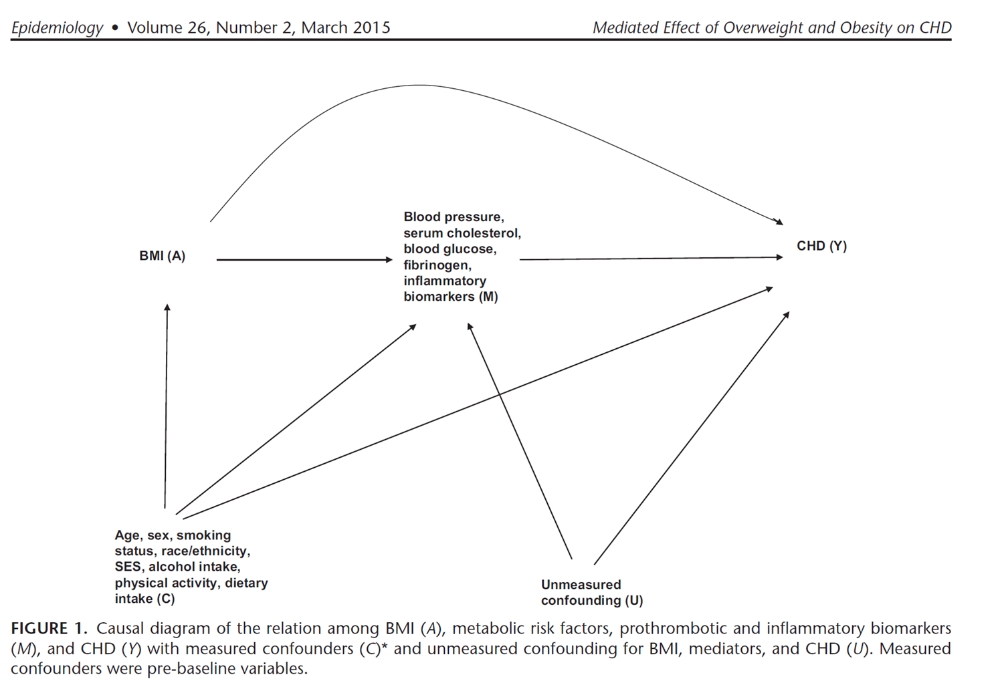 Epidemiology • Volume 26, Number 2, March 2015
Mediated Effect of Overweight and Obesity on CHD
Blood pressure,
serum cholesterol,
blood glucose,
fibrinogen,
inflammatory
biomarkers (M)
BMI (A)
CHD (Y)
Age, sex, smoking
status, race/ethnicity,
SES, alcohol intake,
physical activity, dietary
intake (C)
Unmeasured
confounding (U)
FIGURE 1. Causal diagram of the relation among BMI (A), metabolic risk factors, prothrombotic and inflammatory biomarkers
(M), and CHD (Y) with measured confounders (C)* and unmeasured confounding for BMI, mediators, and CHD (U). Measured
confounders were pre-baseline variables.